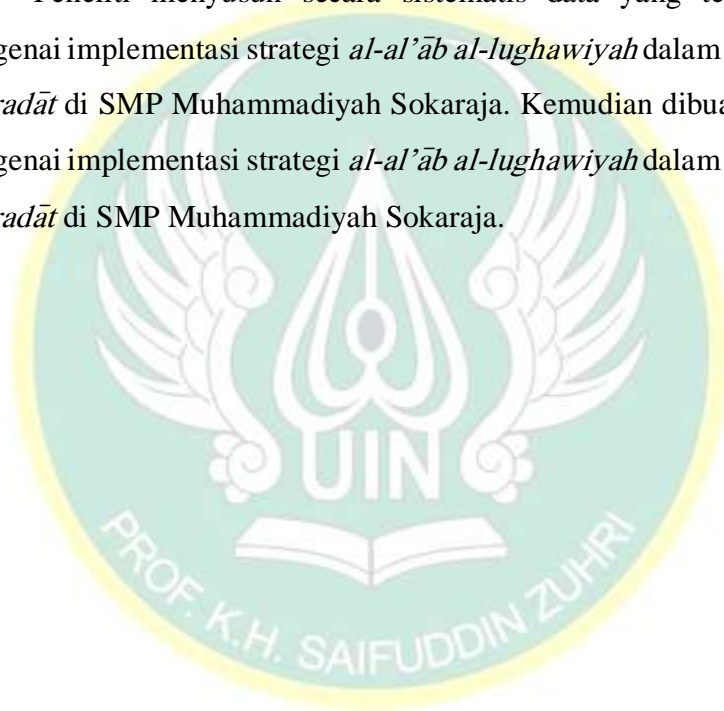 Peneliti menyusun secara sistematis data yang
genai implementasi strategi al-al’āb al-lughawiyah dalam
radāt di SMP Muhammadiyah Sokaraja. Kemudian
genai implementasi strategi al-al’āb al-lughawiyah dalam
radāt di SMP Muhammadiyah Sokaraja.
UIN
PROF. K.H. SAIFUDDIN ZUHRI